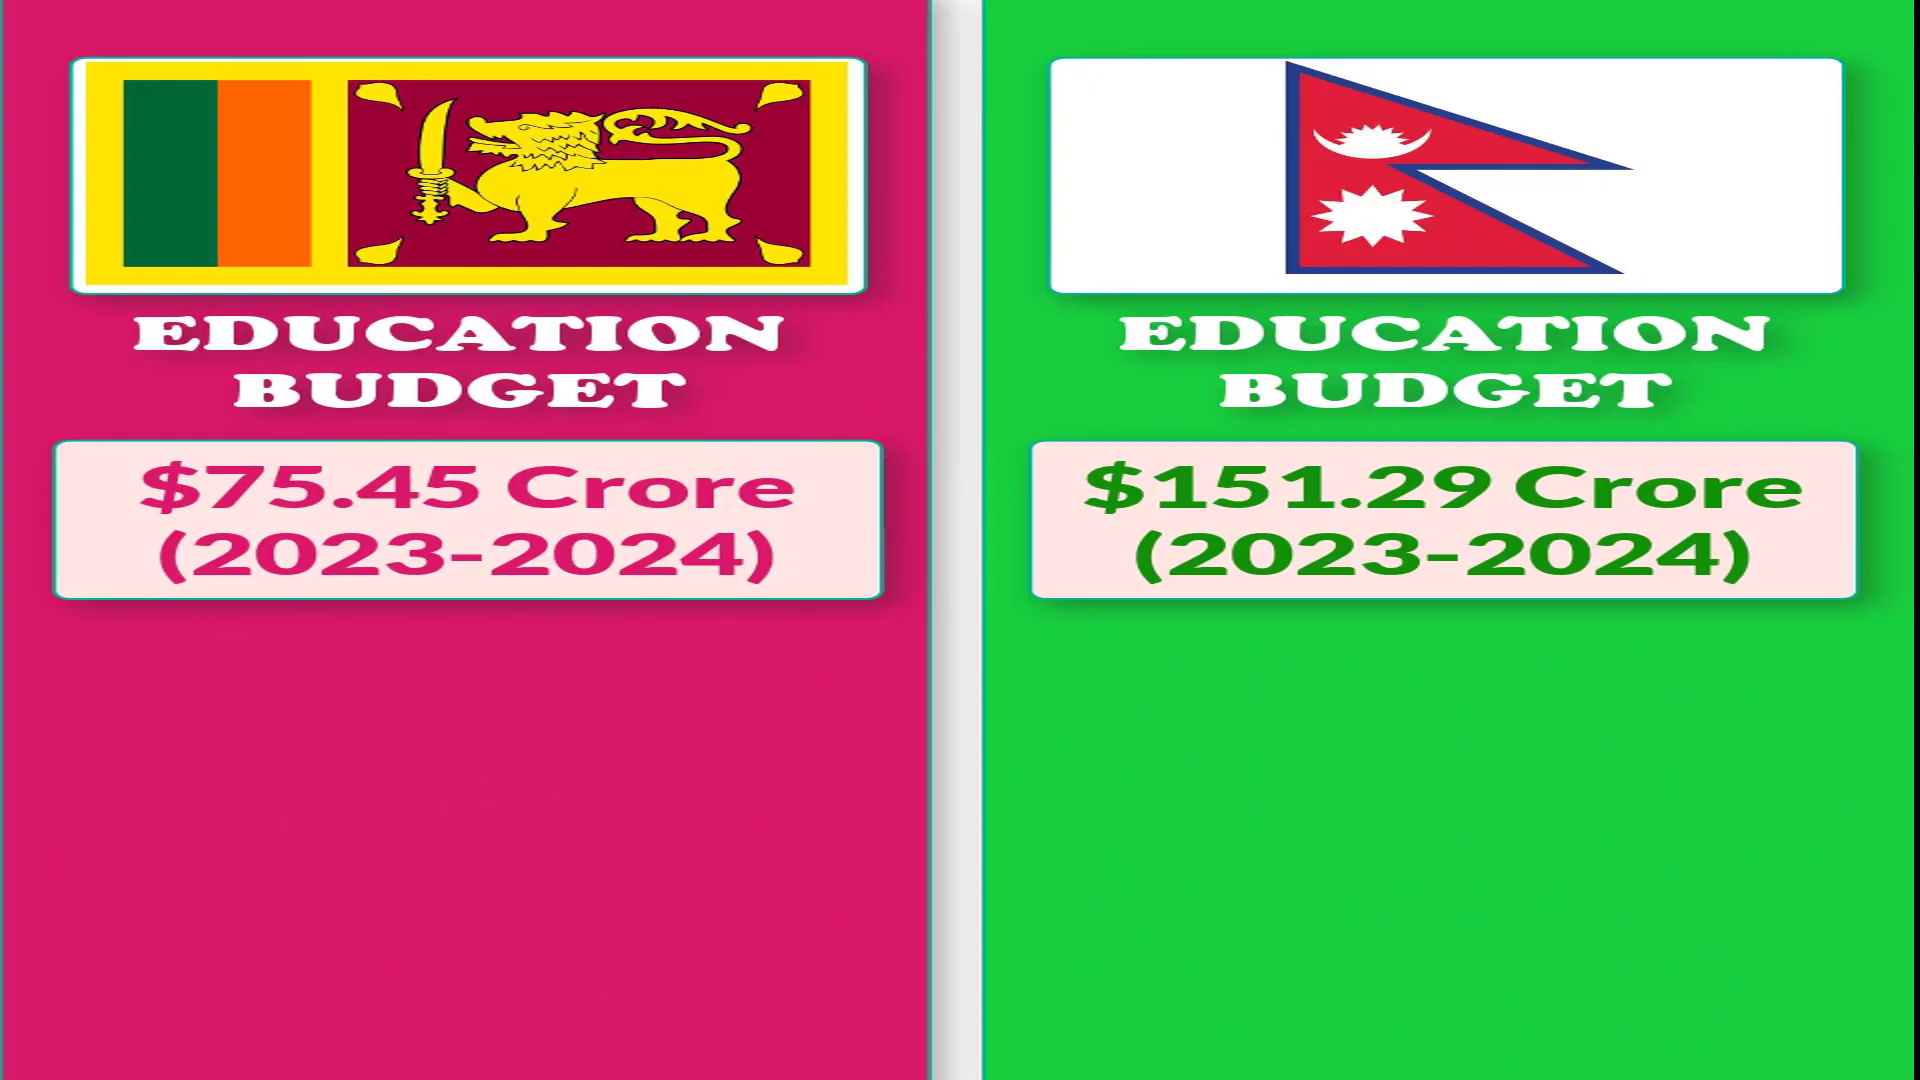 EDUCATION
BUDGET
$75.45 Crore
(2023-2024)
EDUCATION
BUDGET
$151.29 Crore
(2023-2024)